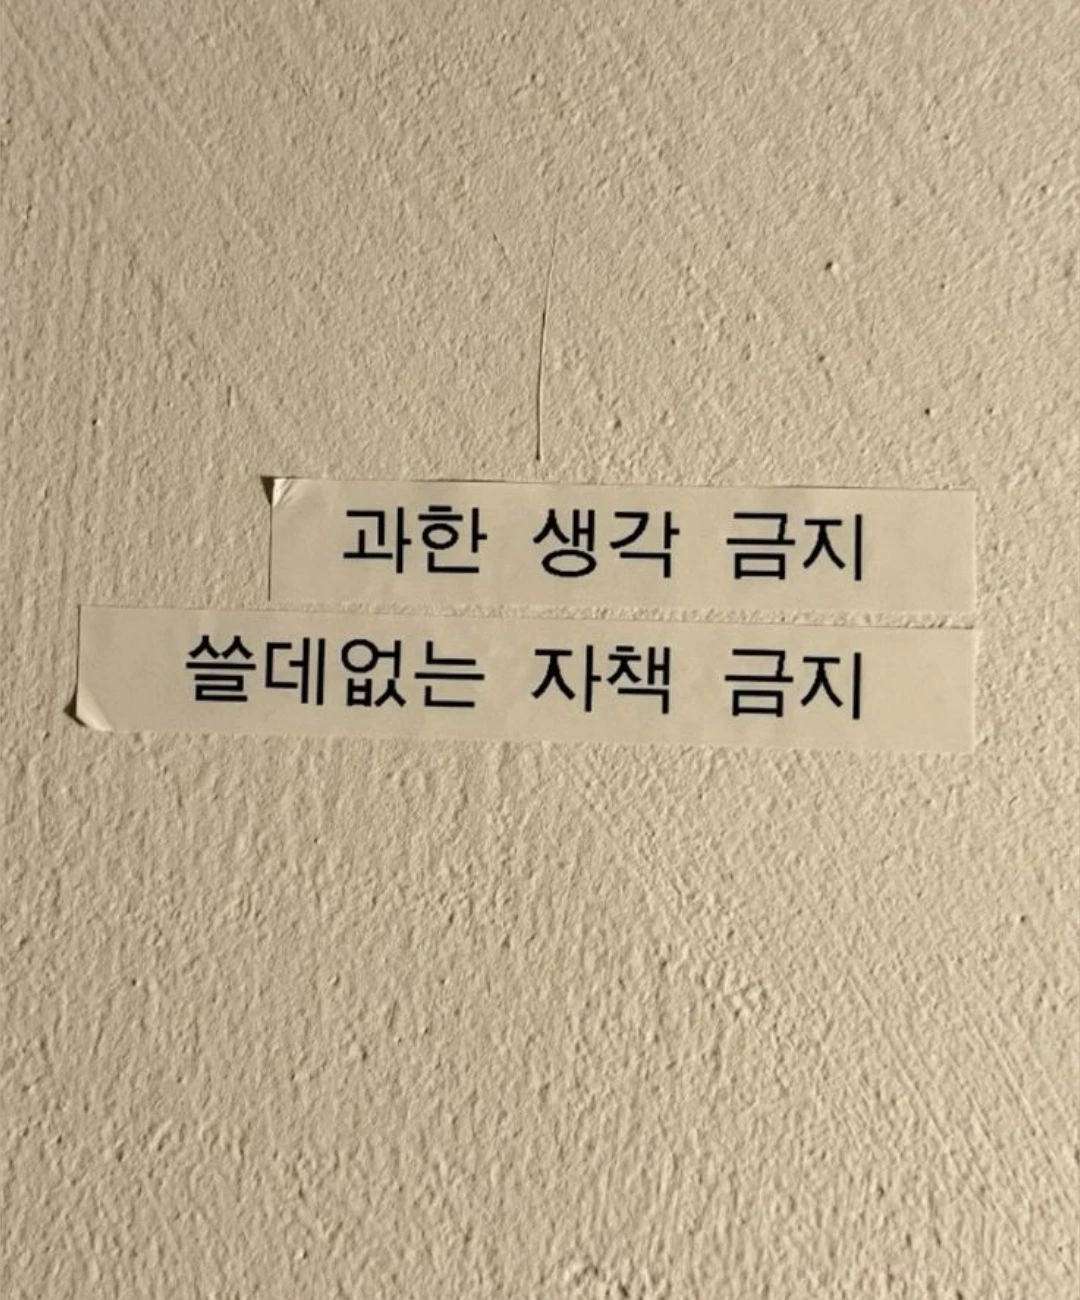 과한 생각 금지
쓸데없는 자책 금지